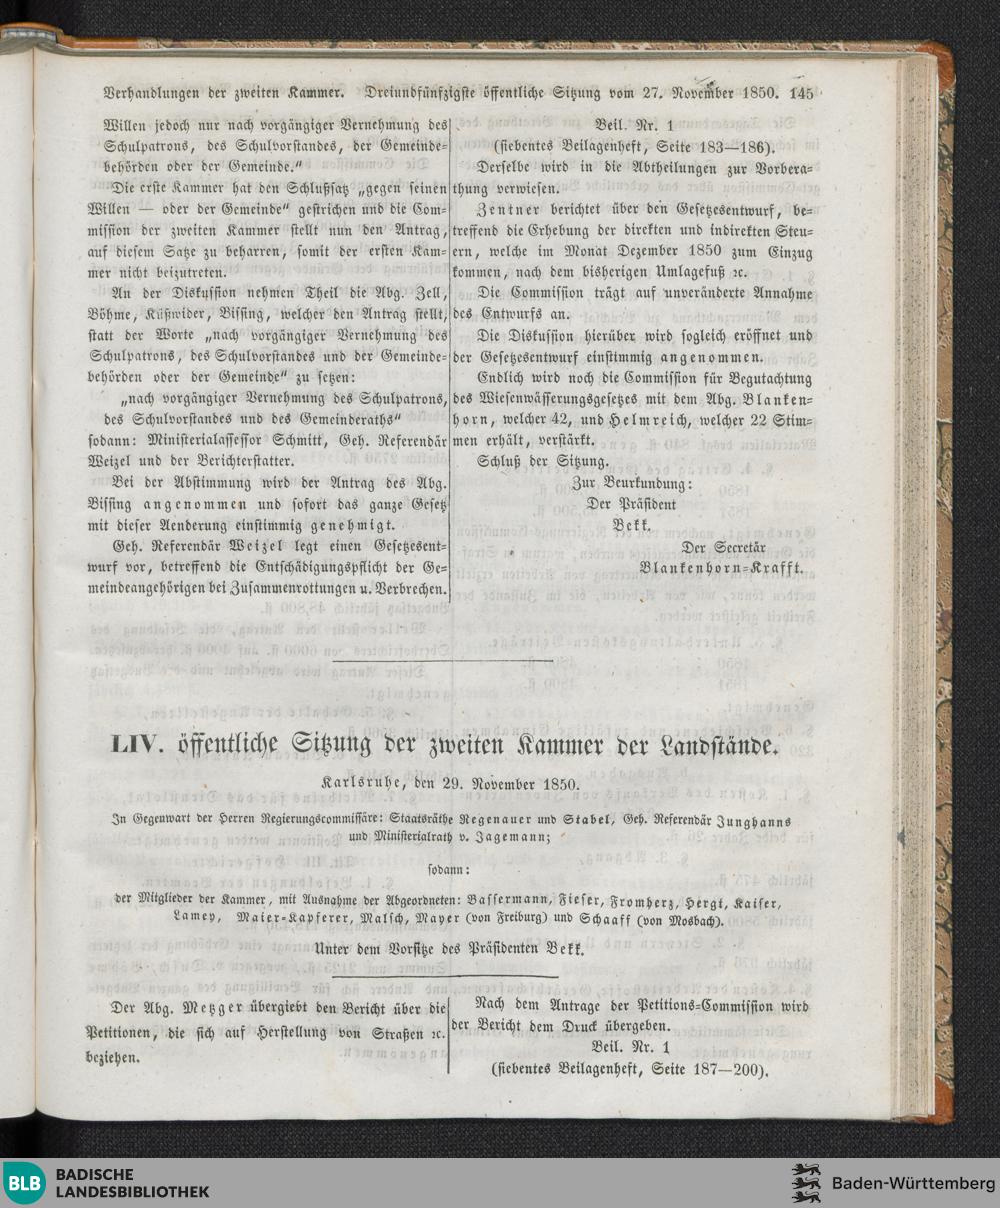 Verhandlungen der zweiten Kammer. Dreiundfünfzigste öffentliche Sitzung vom 27. November 1850. 145
Willen jedoch nur nach vorgängiger Vernehmung des
Schulpatrons, des Schulvorstandes, der Gemeinde-
behörden oder der Gemeinde.“
Die erste Kammer hat den Schlußsatz „gegen seinen
Willen — oder der Gemeinde“ gestrichen und die Com-
mission der zweiten Kammer stellt nun den Antrag,
auf diesem Satze zu beharren, somit der ersten Kam-
mer nicht beizutreten.
An der Diskussion nehmen Theil die Abg. Zell,
Böhme, Küßwider, Bissing, welcher den Antrag stellt,
statt der Worte „nach vorgängiger Vernehmung des
Schulpatrons, des Schulvorstandes und der Gemeinde-
behörden oder der Gemeinde“ zu setzen:
„nach vorgängiger Vernehmung des Schulpatrons,
des Schulvorstandes und des Gemeinderaths“
sodann: Ministerialassessor Schmitt, Geh. Referendär
Weizel und der Berichterstatter.
Bei der Abstimmung wird der Antrag des Abg.
Bissing angenommen und sofort das ganze Gesetz
mit dieser Aenderung einstimmig genehmigt.
Geh. Referendär Weizel legt einen Gesetzesent-
wurf vor, betreffend die Entschädigungspflicht der Ge-
meindeangehörigen bei Zusammenrottungen u. Verbrechen.
Beil. Nr. 1
(siebentes Beilagenheft, Seite 183—186).
Derselbe wird in die Abtheilungen zur Vorbera-
thung verwiesen.
Zentner berichtet über den Gesetzesentwurf, be-
treffend die Erhebung der direkten und indirekten Steu-
ern, welche im Monat Dezember 1850 zum Einzug
kommen, nach dem bisherigen Umlagefuß ꝛc.
Die Commission trägt auf unveränderte Annahme
des Entwurfs an.
Die Diskussion hierüber wird sogleich eröffnet und
der Gesetzesentwurf einstimmig angenommen.
Endlich wird noch die Commission für Begutachtung
des Wiesenwässerungsgesetzes mit dem Abg. Blanken-
horn, welcher 42, und Helmreich, welcher 22 Stim-
men erhält, verstärkt.
Schluß der Sitzung.
Zur Beurkundung:
Der Präsident
Bekk.
Der Secretär
Blankenhorn-Krafft.
LIV. öffentliche Sitzung der zweiten Kammer der Landstände.
Karlsruhe, den 29. November 1850.
In Gegenwart der Herren Regierungscommissäre: Staatsräthe Regenauer und Stabel, Geh. Referendär Junghanns
und Ministerialrath v. Jagemann;
sodann:
der Mitglieder der Kammer, mit Ausnahme der Abgeordneten: Bassermann, Fieser, Fromherz, Hergt, Kaiser,
Lamey, Maier-Kapferer, Malsch, Mayer (von Freiburg) und Schaaff (von Mosbach).
Unter dem Vorsitze des Präsidenten Bekk.
Der Abg. Metzger übergiebt den Bericht über die
Petitionen, die sich auf Herstellung von Straßen ꝛc.
beziehen.
Nach dem Antrage der Petitions-Commission wird
der Bericht dem Druck übergeben.
Beil. Nr. 1
(siebentes Beilagenheft, Seite 187—200).
BLB
BADISCHE
LANDESBIBLIOTHEK
Baden-Württemberg